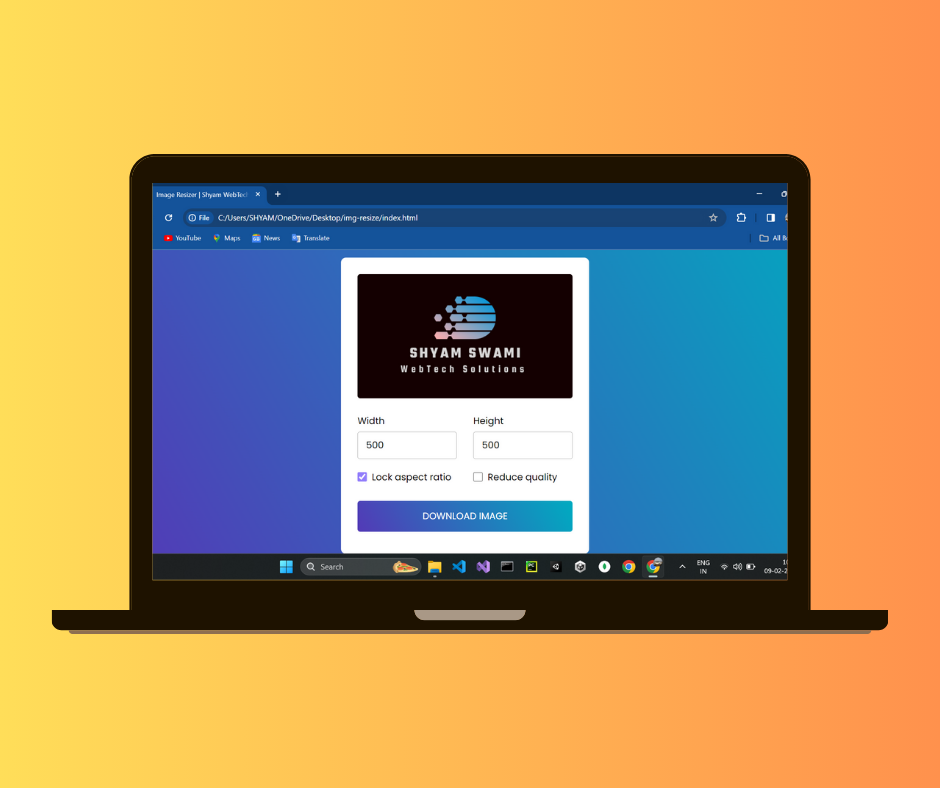 Image Resizer | Shyam WebTec
File C:/Users/SHYAM/OneDrive/Desktop/img-resize/index.html
YouTube Maps News Translate All B
SHYAM SWAMI
WebTech Solutions
Width Height
500 500
Lock aspect ratio Reduce quality
DOWNLOAD IMAGE
Search
ENG
IN
09-02-2